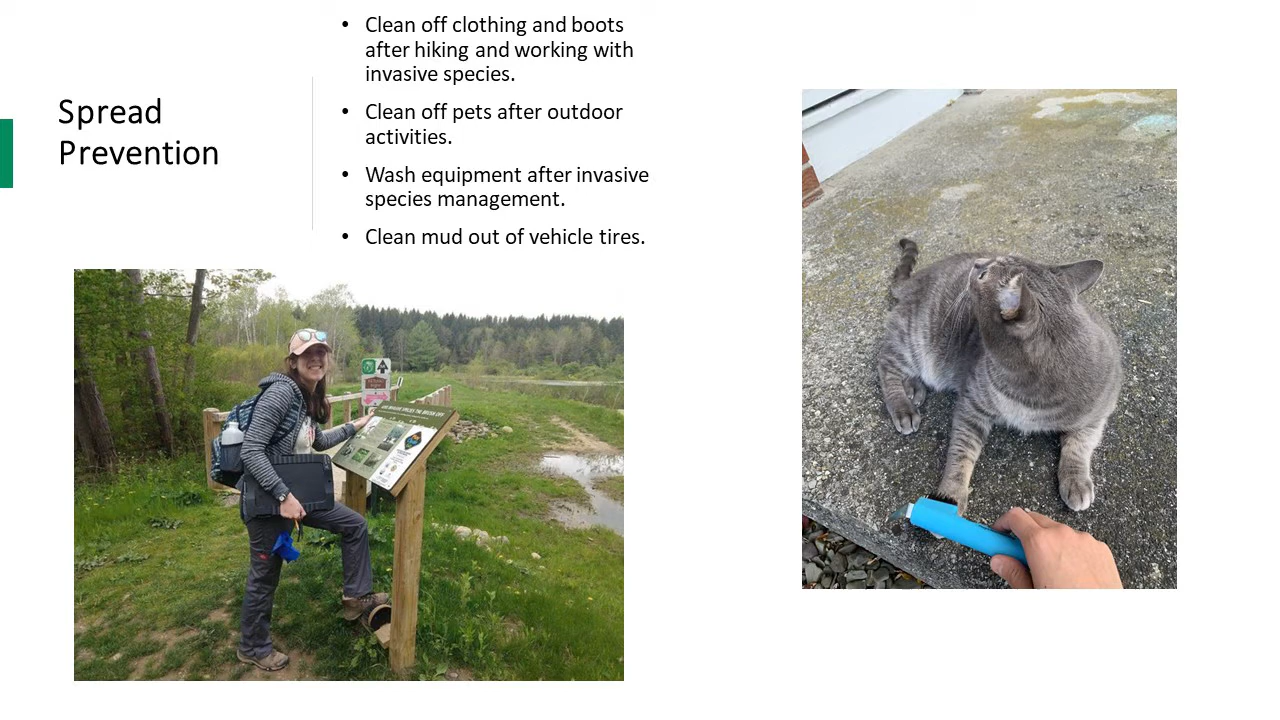 Spread
Prevention
• Clean off clothing and boots
after hiking and working with
invasive species.
• Clean off pets after outdoor
activities.
• Wash equipment after invasive
species management.
• Clean mud out of vehicle tires.